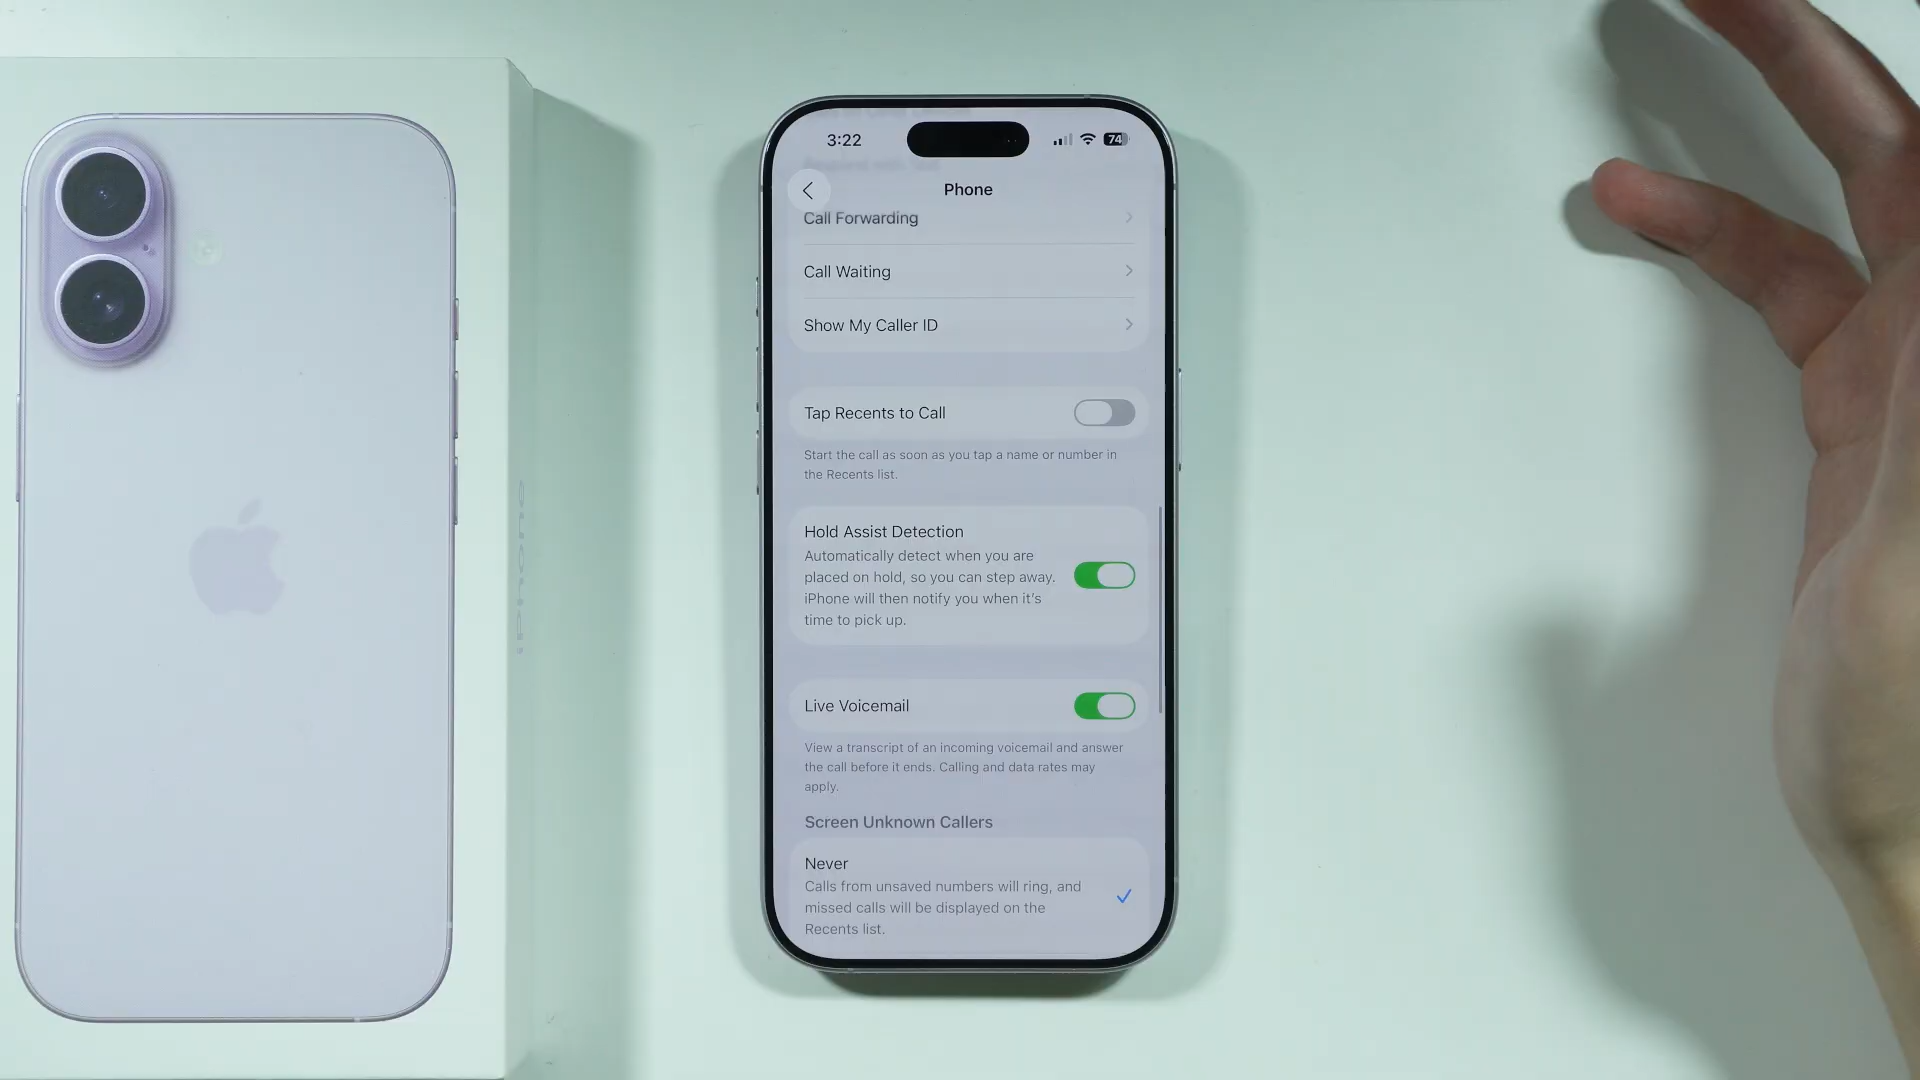 3:22
74
Phone
Call Forwarding
Call Waiting
Show My Caller ID
Tap Recents to Call
Start the call as soon as you tap a name or number in
the Recents list.
Hold Assist Detection
Automatically detect when you are
placed on hold, so you can step away.
iPhone will then notify you when it's
time to pick up.
Live Voicemail
View a transcript of an incoming voicemail and answer
the call before it ends. Calling and data rates may
apply.
Screen Unknown Callers
Never
Calls from unsaved numbers will ring, and
missed calls will be displayed on the
Recents list.
iPhone